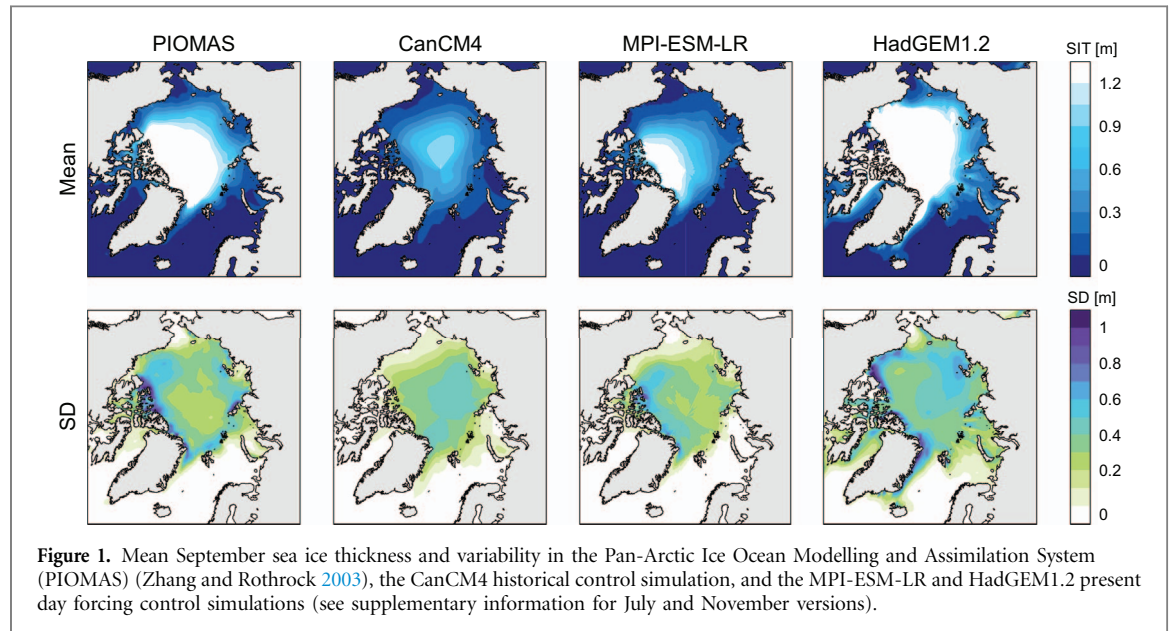 PIOMAS CanCM4 MPI-ESM-LR HadGEM1.2 SIT [m]
Mean
1.2
0.9
0.6
0.3
0
SD [m]
SD
1
0.8
0.6
0.4
0.2
0
Figure 1. Mean September sea ice thickness and variability in the Pan-Arctic Ice Ocean Modelling and Assimilation System
(PIOMAS) (Zhang and Rothrock 2003), the CanCM4 historical control simulation, and the MPI-ESM-LR and HadGEM1.2 present
day forcing control simulations (see supplementary information for July and November versions).